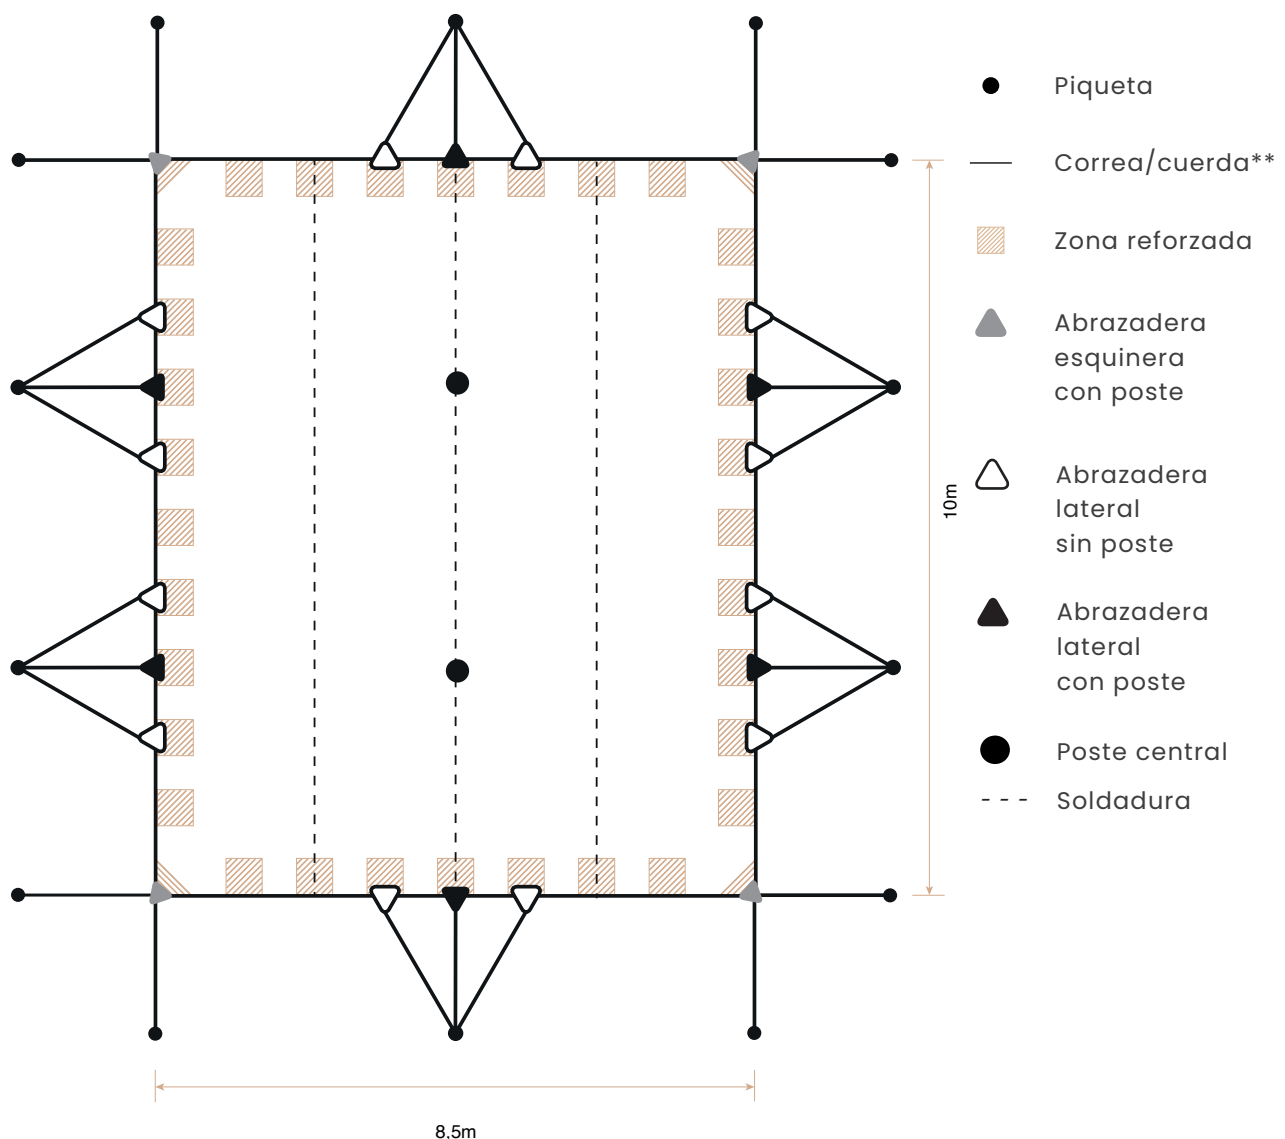 Piqueta
Correa/cuerda**
Zona reforzada
Abrazadera
esquinera
con poste
Abrazadera
lateral
sin poste
Abrazadera
lateral
con poste
Poste central
Soldadura
10m
8,5m